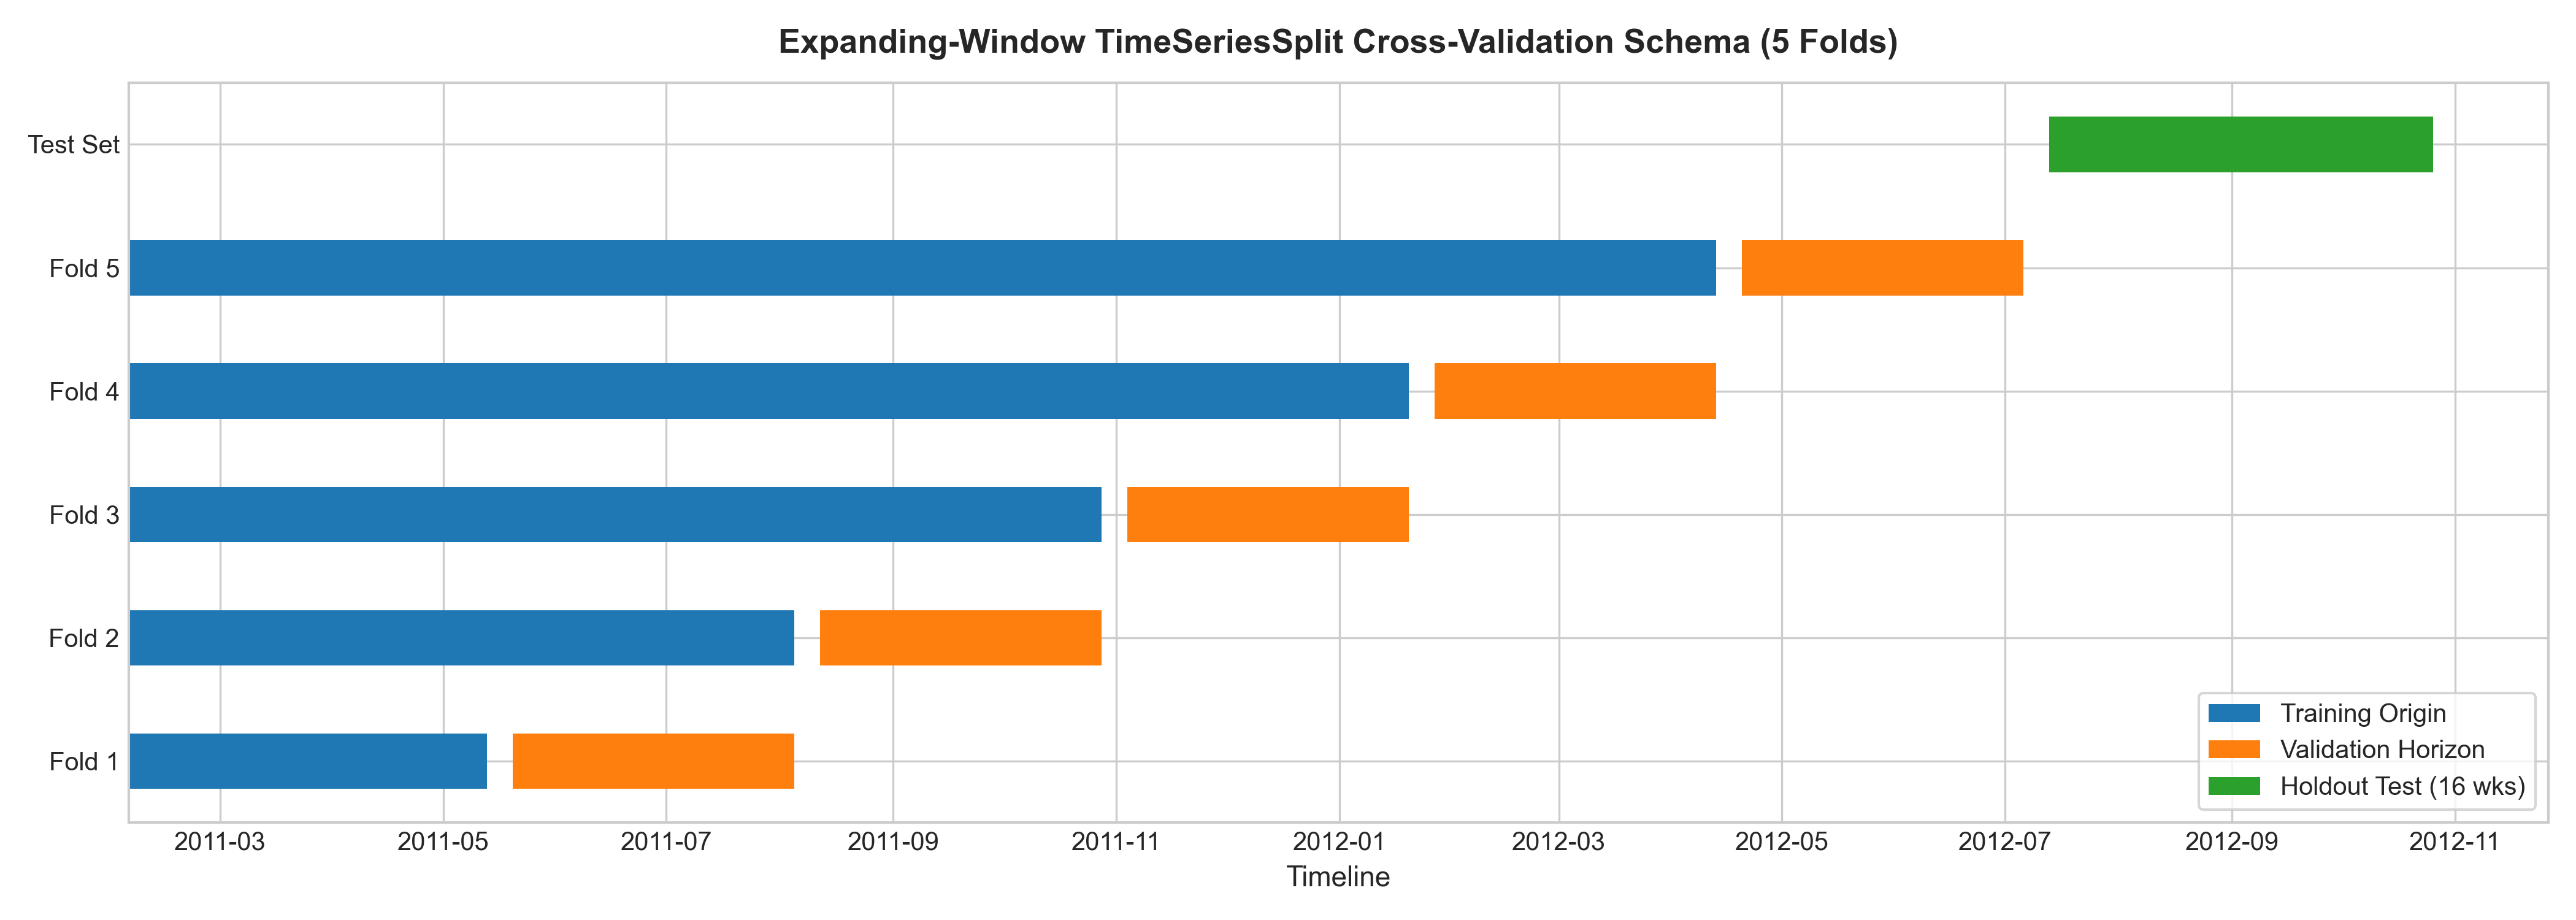 Expanding-Window TimeSeriesSplit Cross-Validation Schema (5 Folds)
Test Set
Fold 5
Fold 4
Fold 3
Fold 2
Fold 1
Training Origin
Validation Horizon
Holdout Test (16 wks)
2011-03 2011-05 2011-07 2011-09 2011-11 2012-01 2012-03 2012-05 2012-07 2012-09 2012-11
Timeline